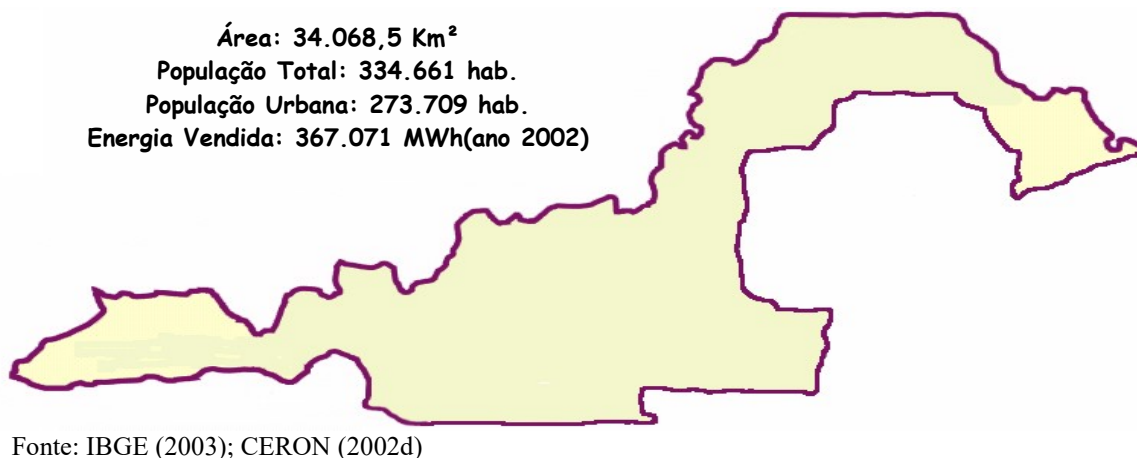 Área: 34.068,5 Km²
População Total: 334.661 hab.
População Urbana: 273.709 hab.
Energia Vendida: 367.071 MWh(ano 2002)
Fonte: IBGE (2003); CERON (2002d)